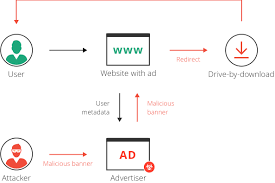 www
User
Website with ad
Redirect
Drive-by-download
User
metadata
Malicious
banner
AD
Malicious banner
Attacker
Advertiser